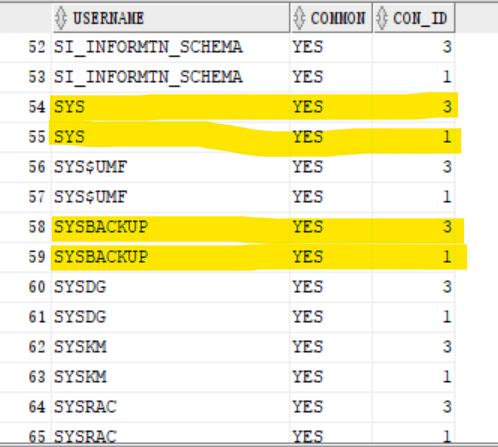 USERNAME COMMON CON_ID
52 SI_INFORMTN_SCHEMA YES 3
53 SI_INFORMTN_SCHEMA YES 1
54 SYS YES 3
55 SYS YES 1
56 SYS$UMF YES 3
57 SYS$UMF YES 1
58 SYSBACKUP YES 3
59 SYSBACKUP YES 1
60 SYSDG YES 3
61 SYSDG YES 1
62 SYSKM YES 3
63 SYSKM YES 1
64 SYSRAC YES 3
65 SYSRAC YES 1